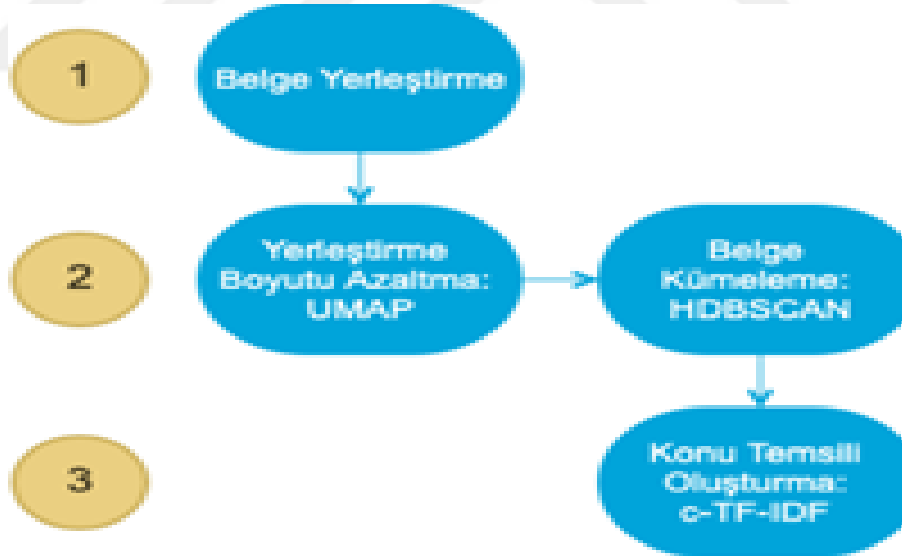 1
Belge Yerleştirme
2
Yerleştirme
Boyutu Azaltma:
UMAP
Belge
Kümeleme:
HDBSCAN
3
Konu Temsili
Oluşturma:
c-TF-IDF